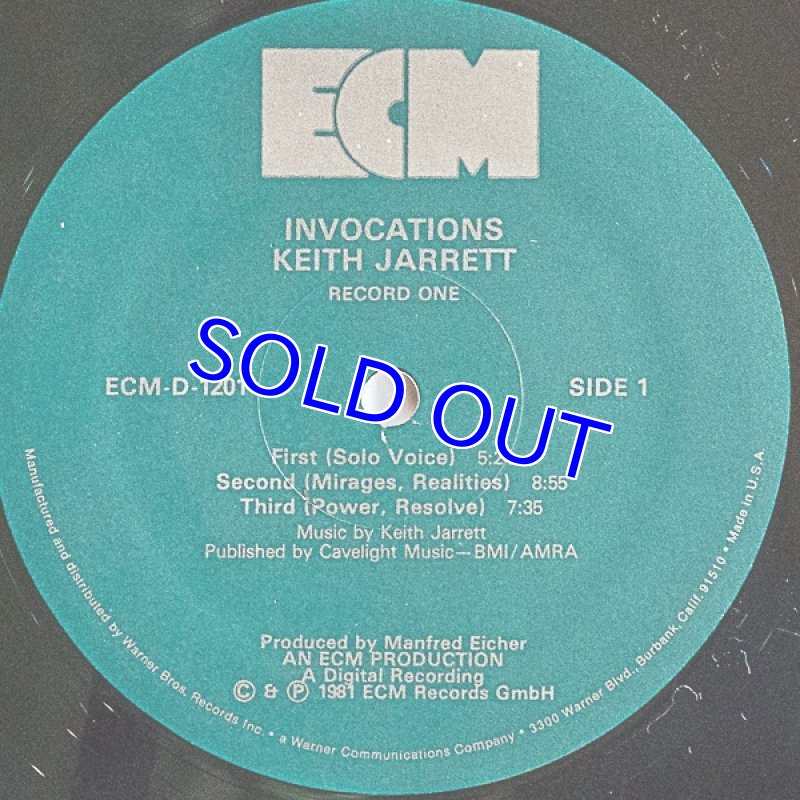 ECM
INVOCATIONS
KEITH JARRETT
RECORD ONE
ECM-D-1201 SIDE 1
SOLD OUT
First (Solo Voice)
Second (Mirages, Realities) 8:55
Third (Power, Resolve) 7:35
Music by Keith Jarrett
Published by Cavelight Music—BMI/AMRA
Produced by Manfred Eicher
AN ECM PRODUCTION
A Digital Recording
© & ℗ 1981 ECM Records GmbH
Manufactured and distributed by Warner Bros. Records Inc. • a Warner Communications Company • 3300 Warner Blvd., Burbank, Calif. 91510 • Made in U.S.A.